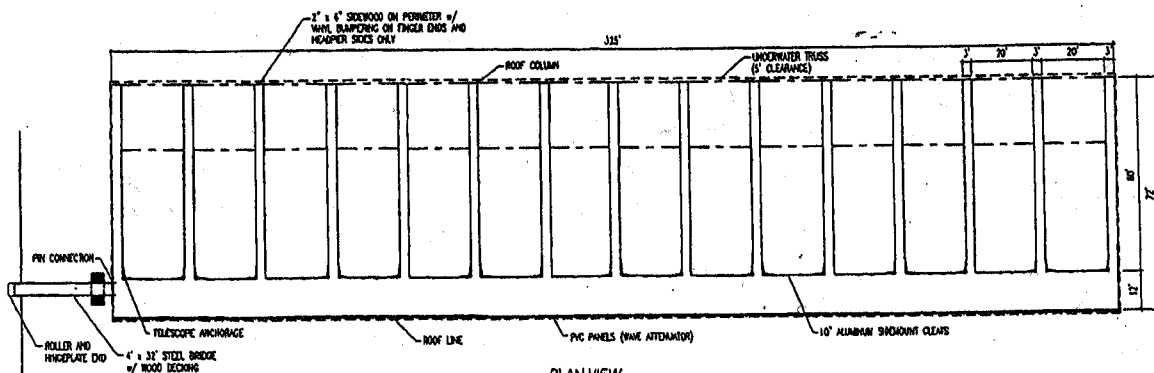 2" x 6" SIDEWOOD ON PERIMETER w/
VINYL BUMPERING ON FINGER ENDS AND
HEADPIER SIDES ONLY
315'
ROOF COLUMN
UNDERWATER TRUSS
(5' CLEARANCE)
3'
20'
3'
20'
3'
60'
72'
12'
PIN CONNECTION
TELESCOPE ANCHORAGE
ROLLER AND
HINGEPLATE END
4' x 32' STEEL BRIDGE
w/ WOOD DECKING
ROOF LINE
PVC PANELS (WAVE ATTENUATOR)
10" ALUMINUM SIDEMOUNT CLEATS
PLAN VIEW